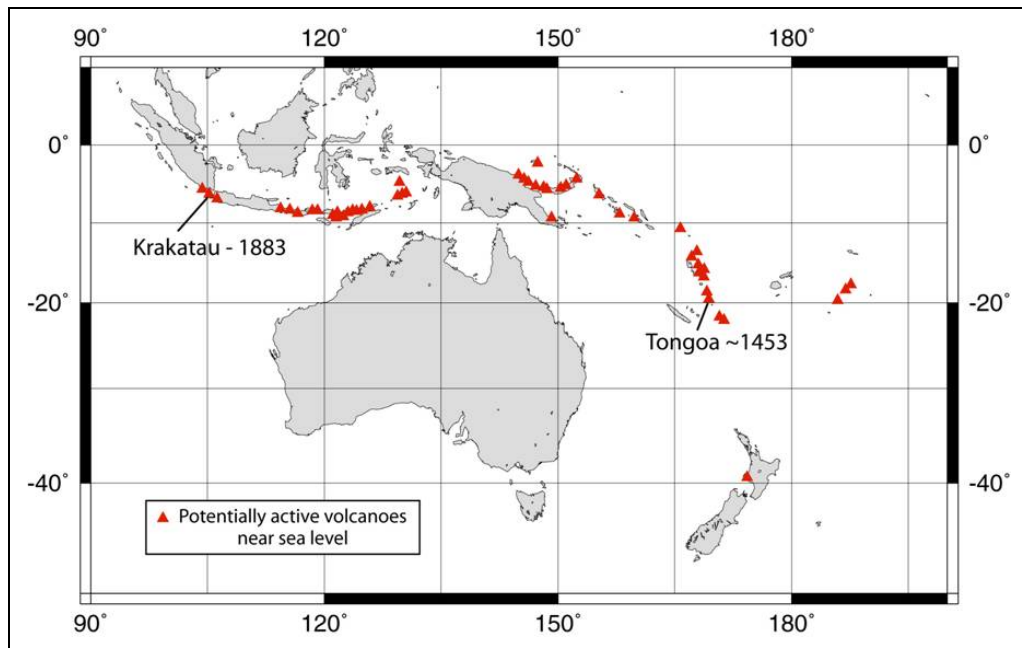 90° 120° 150° 180°
0° 0°
Krakatau - 1883
-20° -20°
Tongoa ~1453
-40° -40°
Potentially active volcanoes
near sea level
90° 120° 150° 180°